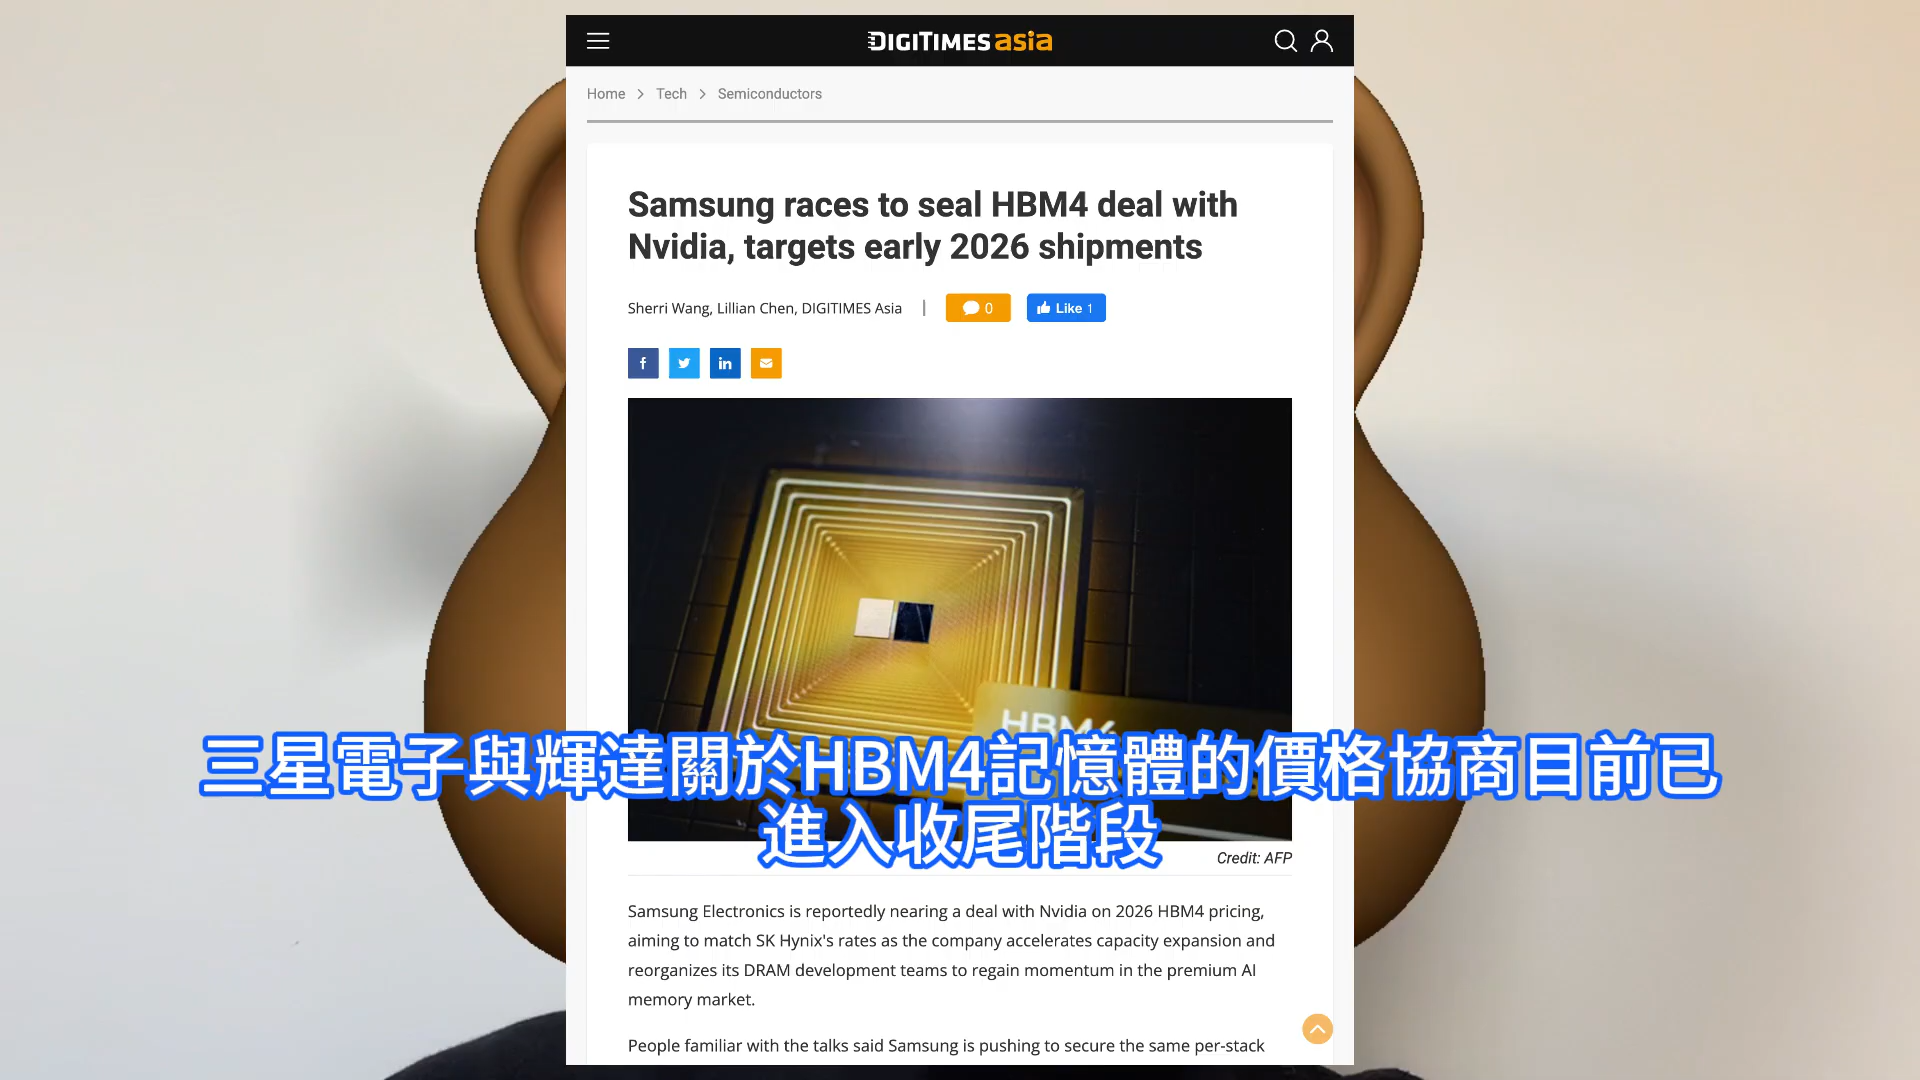 DIGITIMES asia
Home > Tech > Semiconductors
Samsung races to seal HBM4 deal with
Nvidia, targets early 2026 shipments
Sherri Wang, Lillian Chen, DIGITIMES Asia | 0 Like 1
HBM4
三星電子與輝達關於HBM4記憶體的價格協商目前已
進入收尾階段
Credit: AFP
Samsung Electronics is reportedly nearing a deal with Nvidia on 2026 HBM4 pricing,
aiming to match SK Hynix's rates as the company accelerates capacity expansion and
reorganizes its DRAM development teams to regain momentum in the premium AI
memory market.
People familiar with the talks said Samsung is pushing to secure the same per-stack